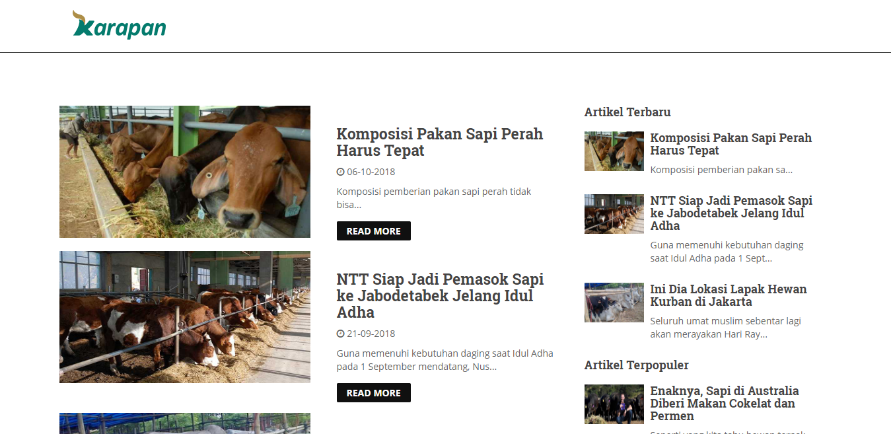 Karapan
Komposisi Pakan Sapi Perah
Harus Tepat
06-10-2018
Komposisi pemberian pakan sapi perah tidak
bisa...
READ MORE
NTT Siap Jadi Pemasok Sapi
ke Jabodetabek Jelang Idul
Adha
21-09-2018
Guna memenuhi kebutuhan daging saat Idul Adha
pada 1 September mendatang, Nus...
READ MORE
Artikel Terbaru
Komposisi Pakan Sapi Perah
Harus Tepat
Komposisi pemberian pakan sa...
NTT Siap Jadi Pemasok Sapi
ke Jabodetabek Jelang Idul
Adha
Guna memenuhi kebutuhan daging
saat Idul Adha pada 1 Sept...
Ini Dia Lokasi Lapak Hewan
Kurban di Jakarta
Seluruh umat muslim sebentar lagi
akan merayakan Hari Ray...
Artikel Terpopuler
Enaknya, Sapi di Australia
Diberi Makan Cokelat dan
Permen